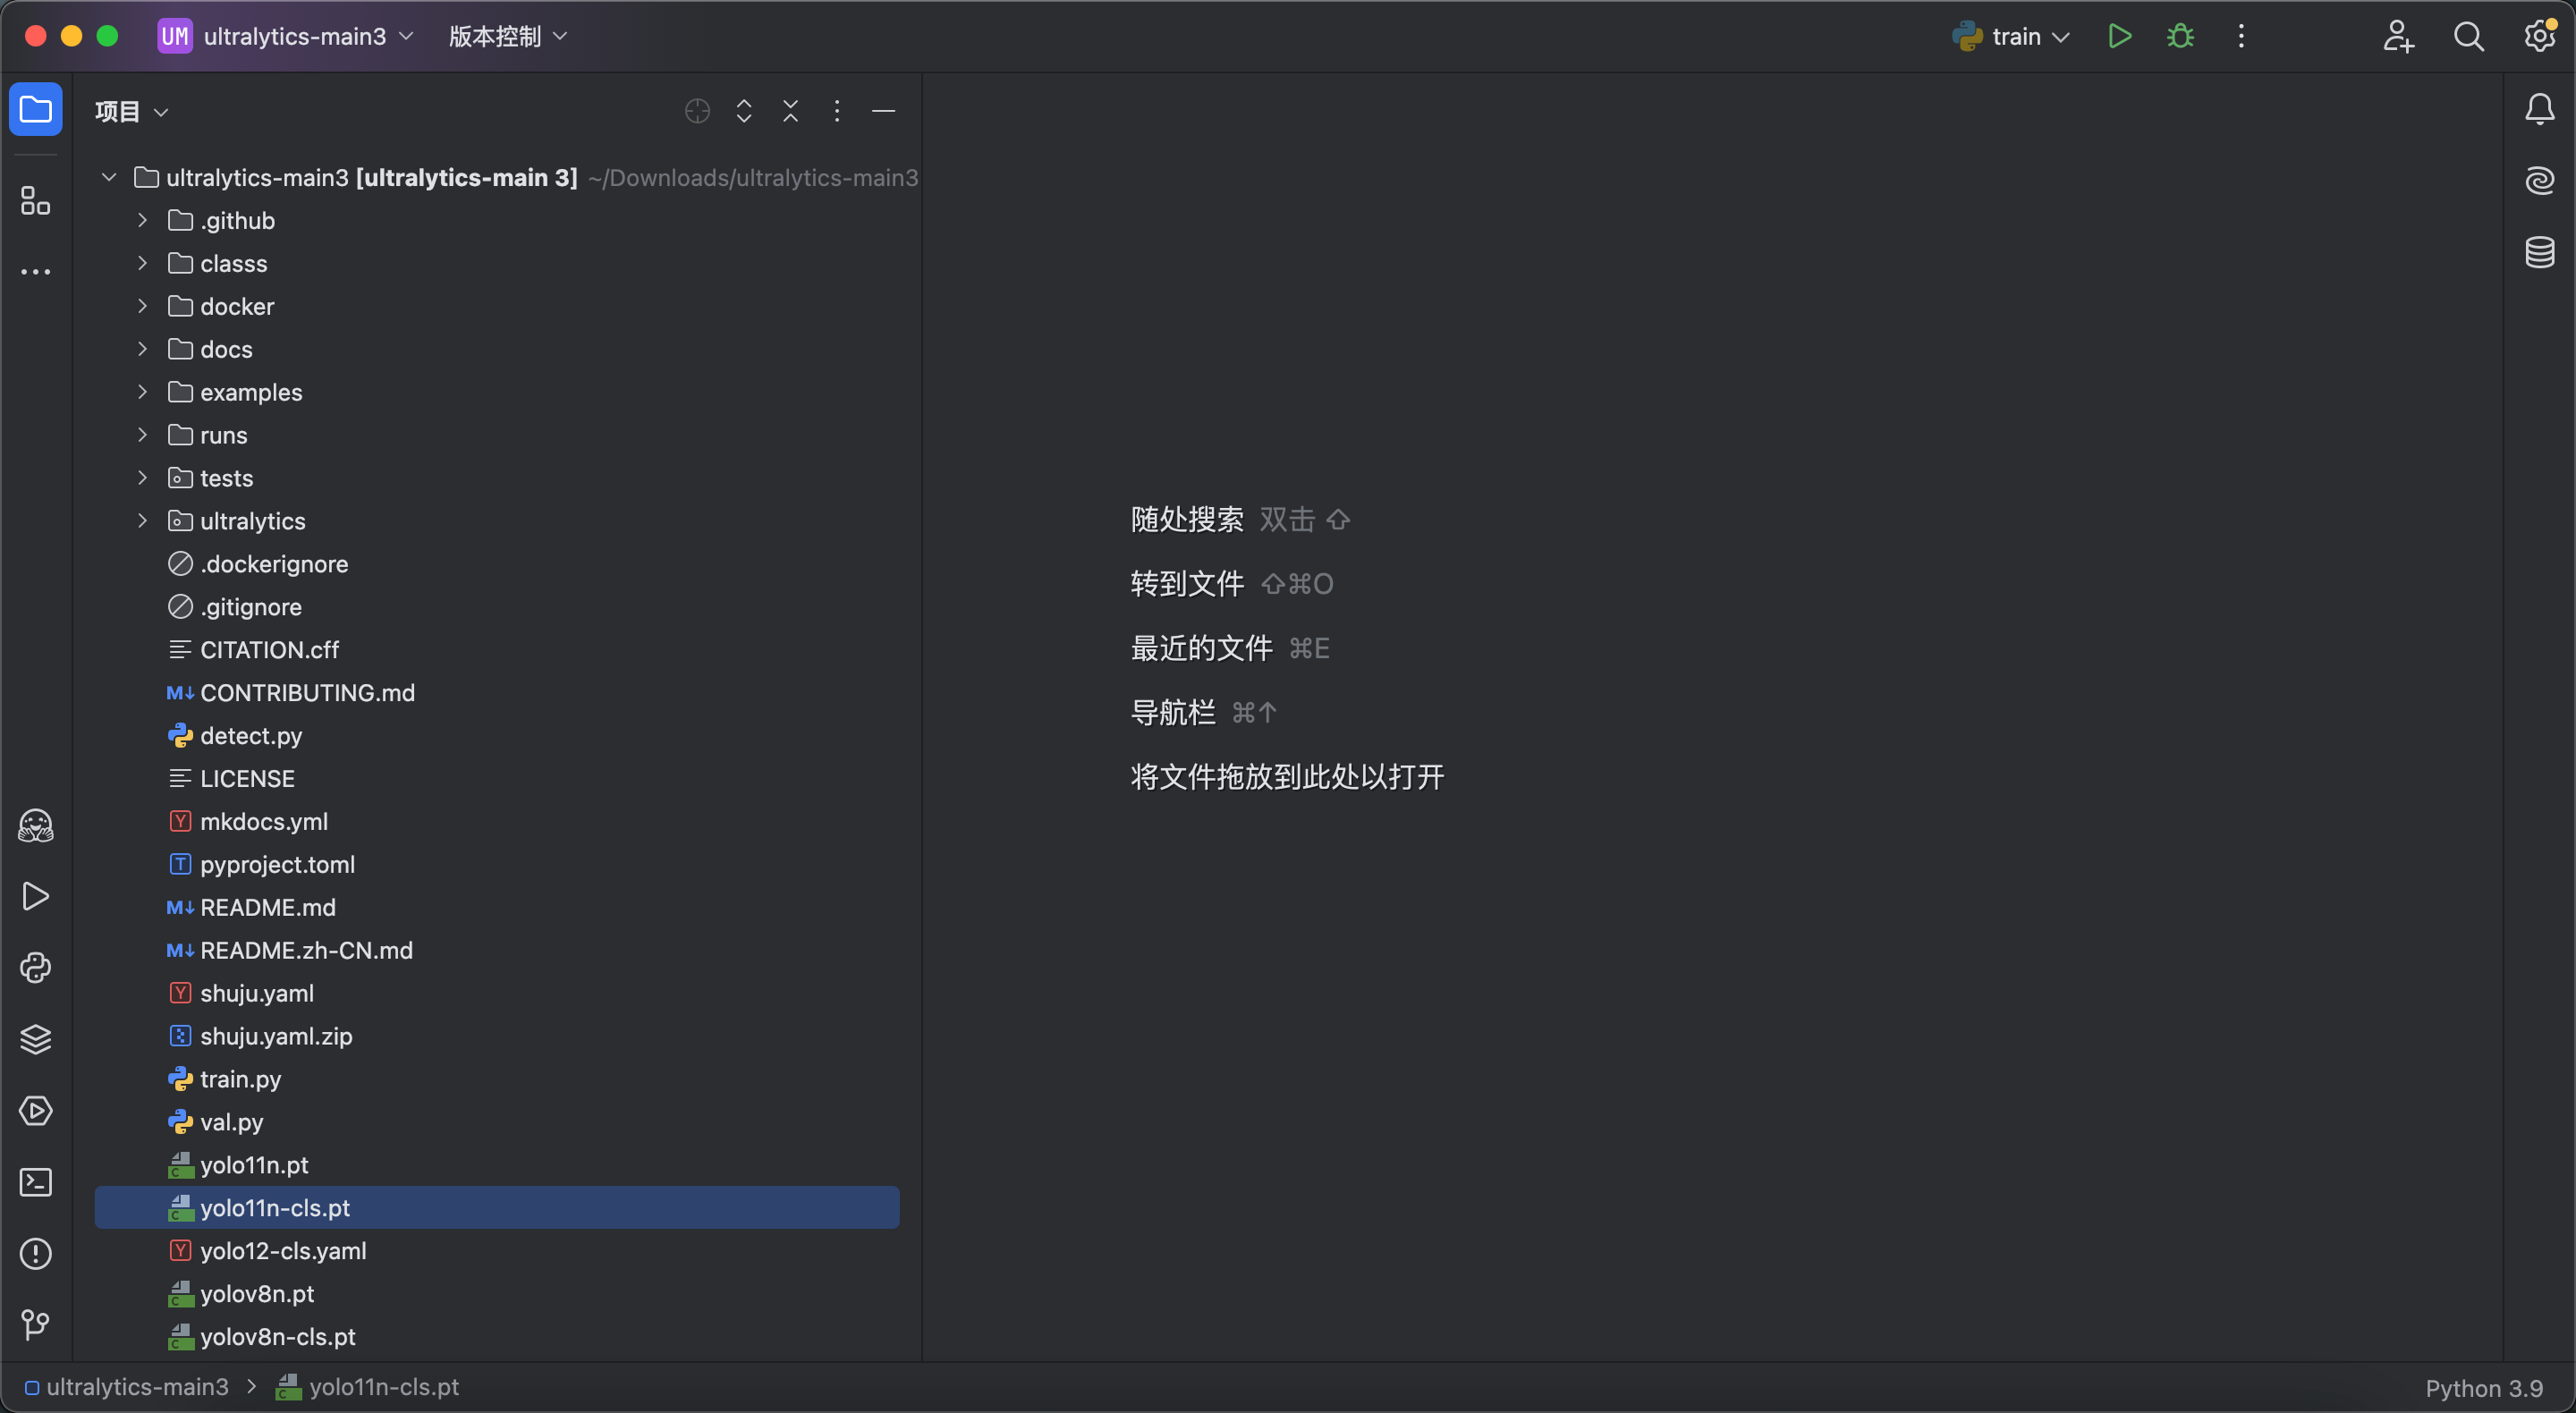 UM ultralytics-main3 版本控制 train
项目
ultralytics-main3 [ultralytics-main 3] ~/Downloads/ultralytics-main3
.github
classs
docker
docs
examples
runs
tests
ultralytics
.dockerignore
.gitignore
CITATION.cff
M↓ CONTRIBUTING.md
detect.py
LICENSE
Y mkdocs.yml
T pyproject.toml
M↓ README.md
M↓ README.zh-CN.md
Y shuju.yaml
shuju.yaml.zip
train.py
val.py
C yolo11n.pt
C yolo11n-cls.pt
Y yolo12-cls.yaml
C yolov8n.pt
C yolov8n-cls.pt
随处搜索 双击 ⇧
转到文件 ⇧⌘O
最近的文件 ⌘E
导航栏 ⌘↑
将文件拖放到此处以打开
ultralytics-main3 > C yolo11n-cls.pt
Python 3.9